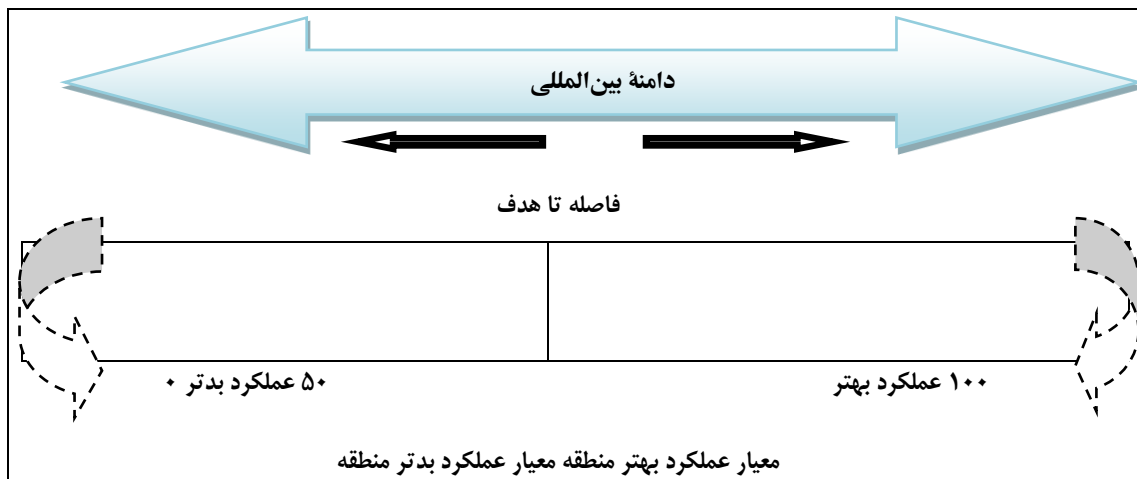 دامنۀ بین‌المللی
فاصله تا هدف
۱۰۰ عملکرد بهتر ۵۰ عملکرد بدتر ۰
معیار عملکرد بهتر منطقه معیار عملکرد بدتر منطقه